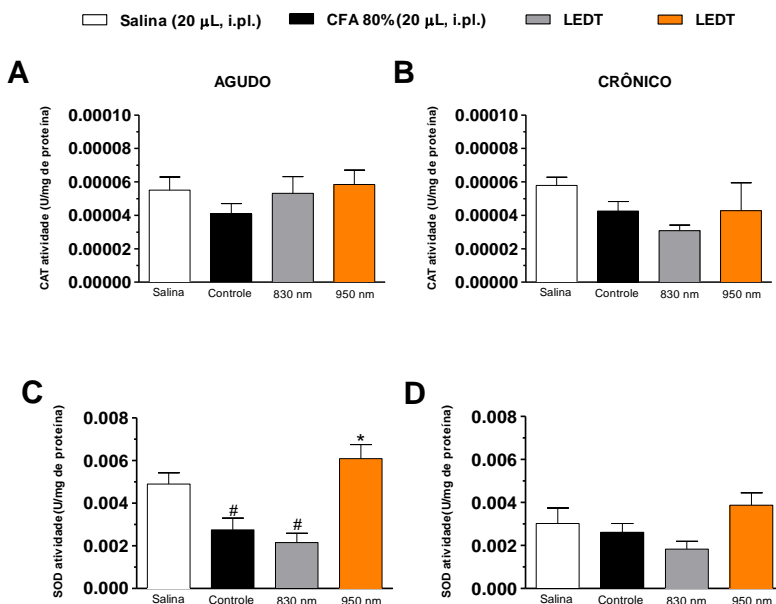 Salina (20 µL, i.pl.) CFA 80%(20 µL, i.pl.) LEDT LEDT
A
AGUDO
CAT atividade (U/mg de proteína)
0.00010
0.00008
0.00006
0.00004
0.00002
0.00000
Salina Controle 830 nm 950 nm
B
CRÔNICO
CAT atividade (U/mg de proteína)
0.00010
0.00008
0.00006
0.00004
0.00002
0.00000
Salina Controle 830 nm 950 nm
C
SOD atividade(U/mg de proteína)
0.008
0.006
0.004
0.002
0.000
# # *
Salina Controle 830 nm 950 nm
D
SOD atividade(U/mg de proteína)
0.008
0.006
0.004
0.002
0.000
Salina Controle 830 nm 950 nm